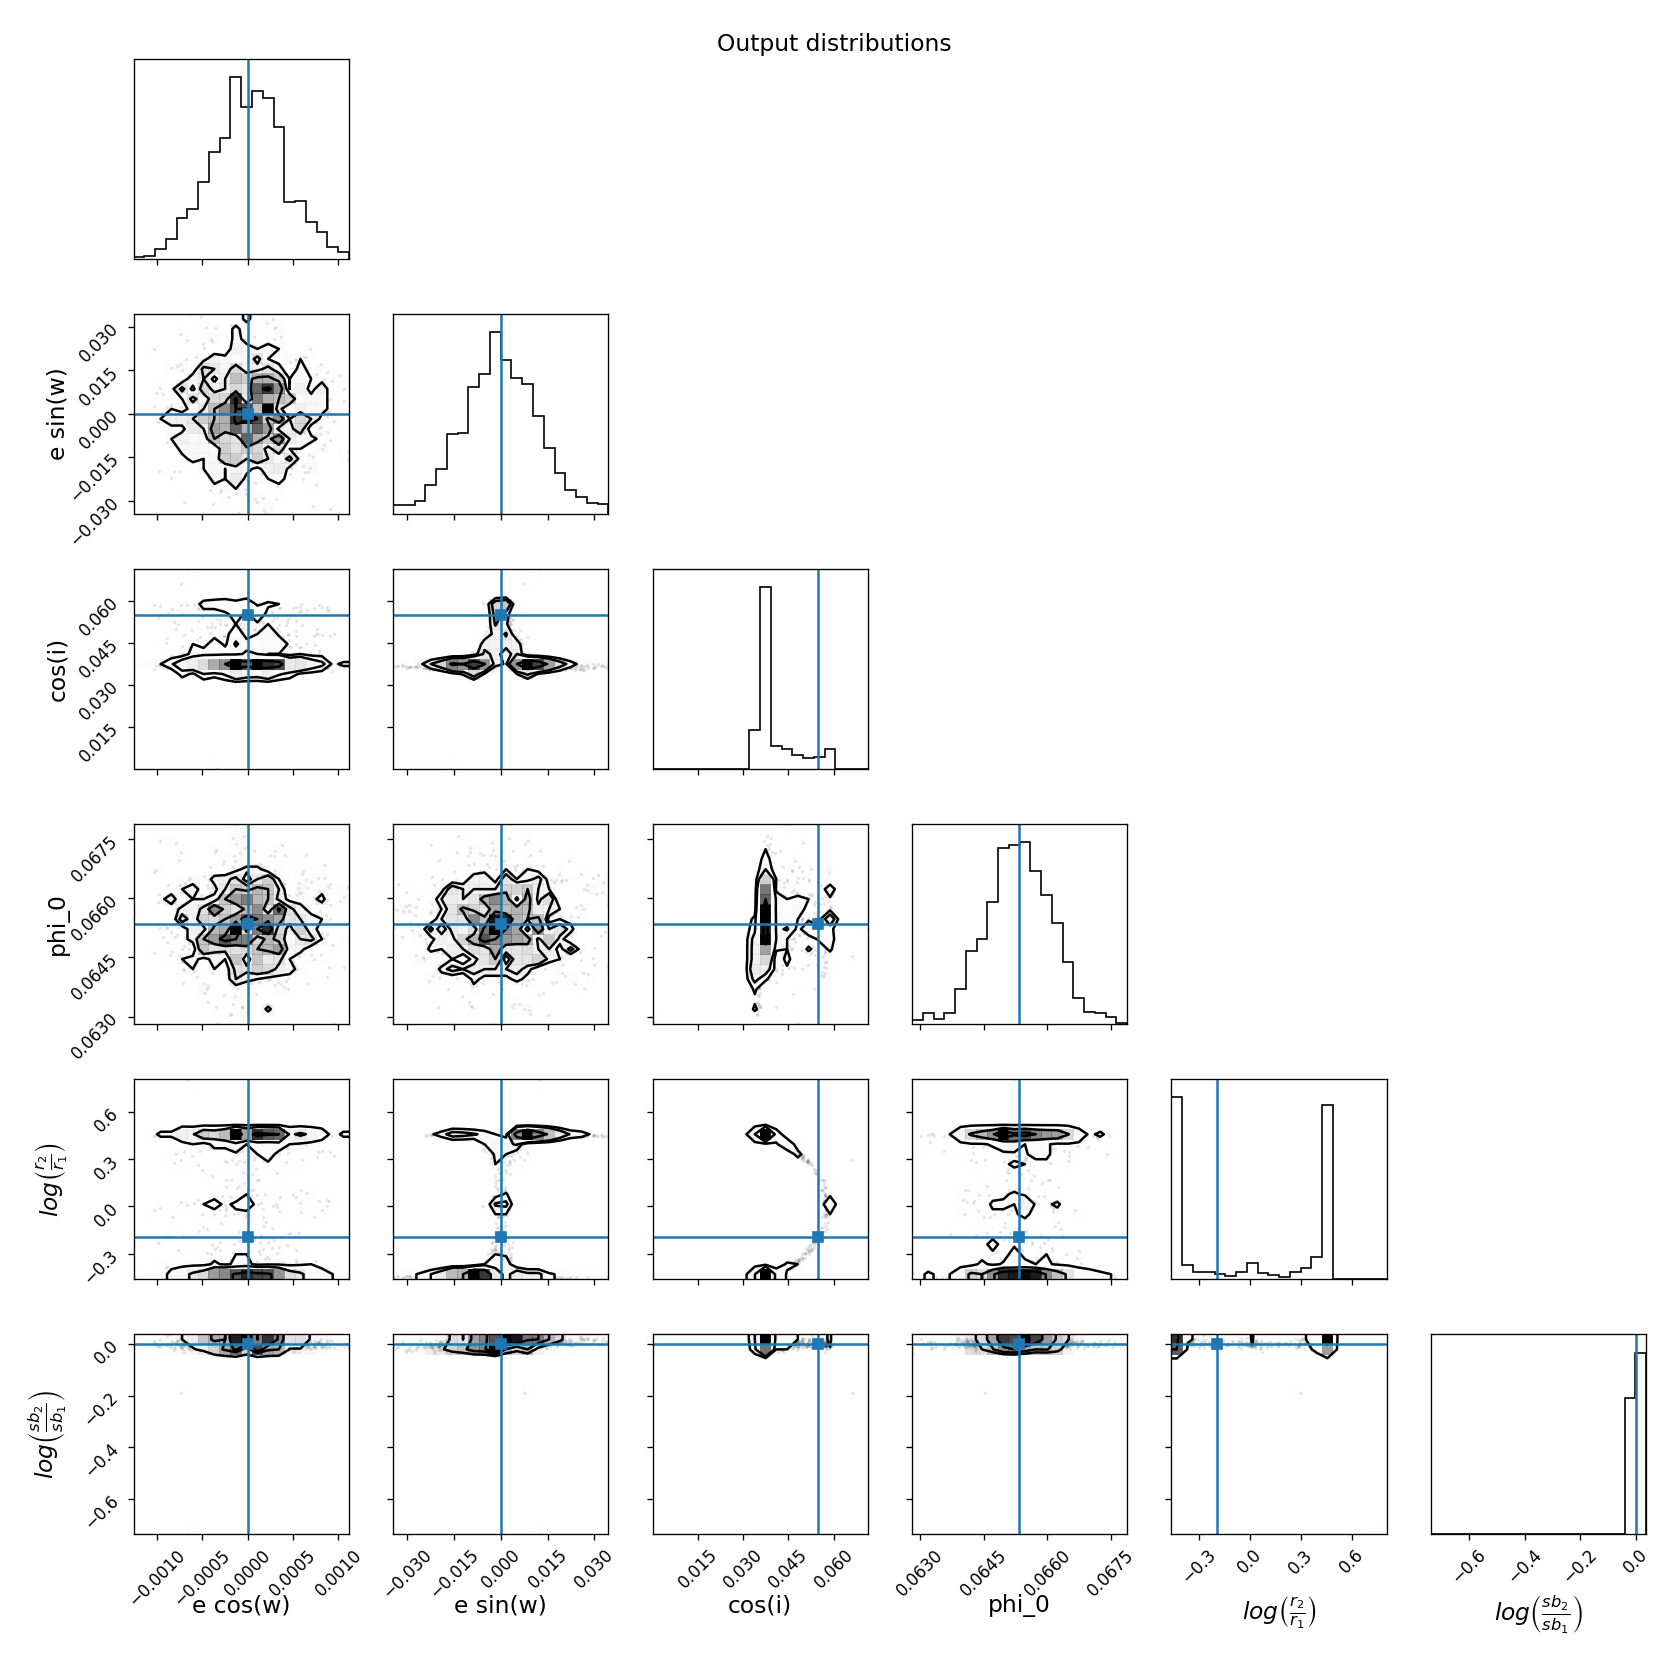 Output distributions
e sin(w)
0.030
0.015
0.000
−0.015
−0.030
cos(i)
0.060
0.045
0.030
0.015
phi_0
0.0675
0.0660
0.0645
0.0630
log(r2/r1)
0.6
0.3
0.0
−0.3
log(sb2/sb1)
0.0
−0.2
−0.4
−0.6
−0.0010 −0.0005 0.0000 0.0005 0.0010
−0.030 −0.015 0.000 0.015 0.030
0.015 0.030 0.045 0.060
0.0630 0.0645 0.0660 0.0675
−0.3 0.0 0.3 0.6
−0.6 −0.4 −0.2 0.0
e cos(w) e sin(w) cos(i) phi_0 log(r2/r1) log(sb2/sb1)